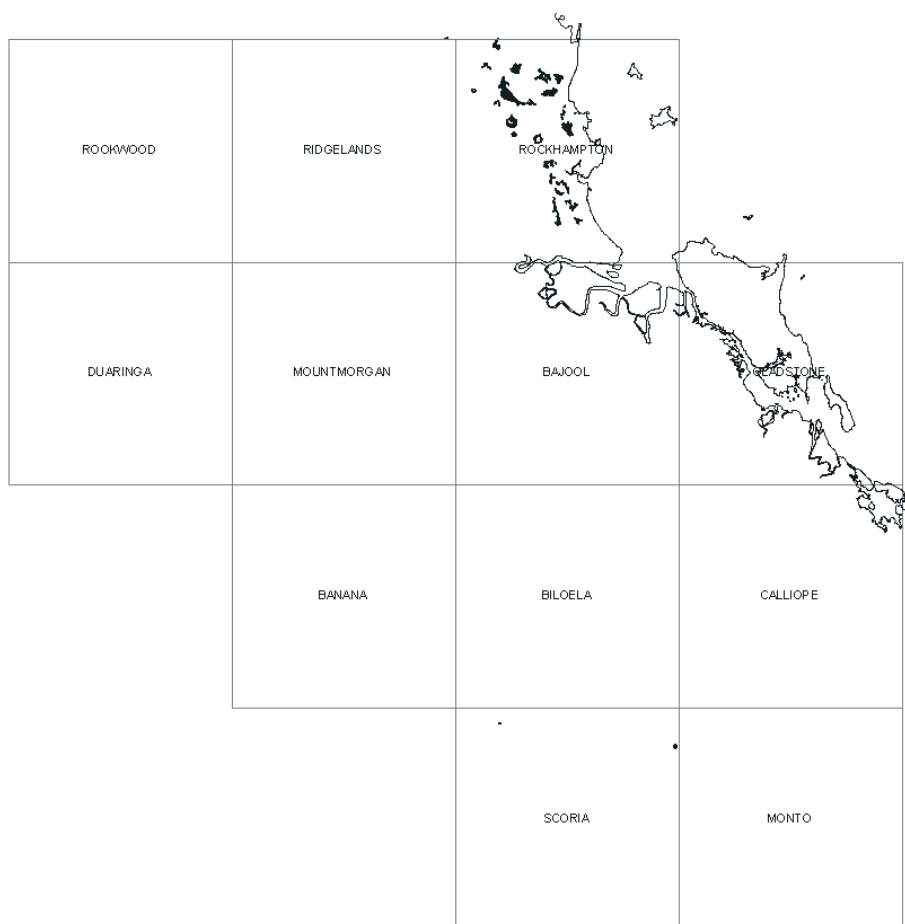 ROOKWOOD
RIDGELANDS
ROCKHAMPTON
DUARINGA
MOUNTMORGAN
BAJOOL
GLADSTONE
BANANA
BILOELA
CALLIOPE
SCORIA
MONTO